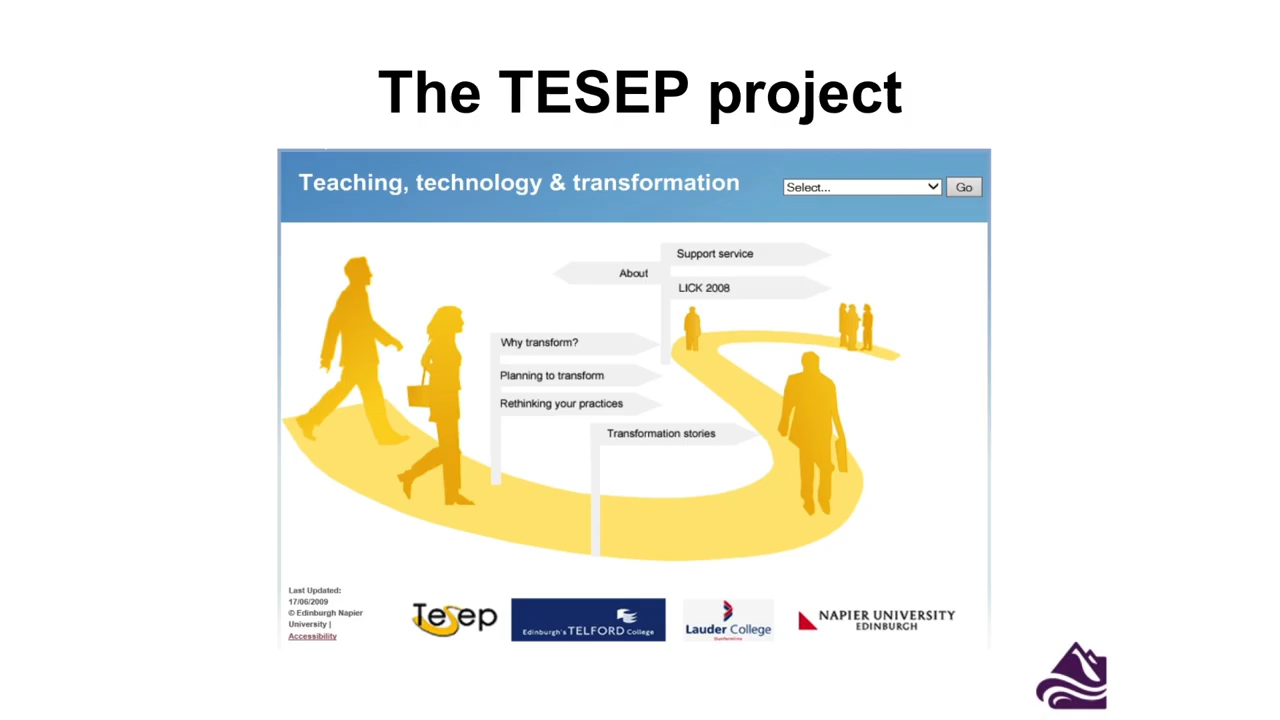 The TESEP project
Teaching, technology & transformation
Select...
Go
Support service
About
LICK 2008
Why transform?
Planning to transform
Rethinking your practices
Transformation stories
Last Updated:
17/06/2009
© Edinburgh Napier
University |
Accessibility
Tesep
Edinburgh's TELFORD College
Lauder College
Dunfermline
NAPIER UNIVERSITY
EDINBURGH